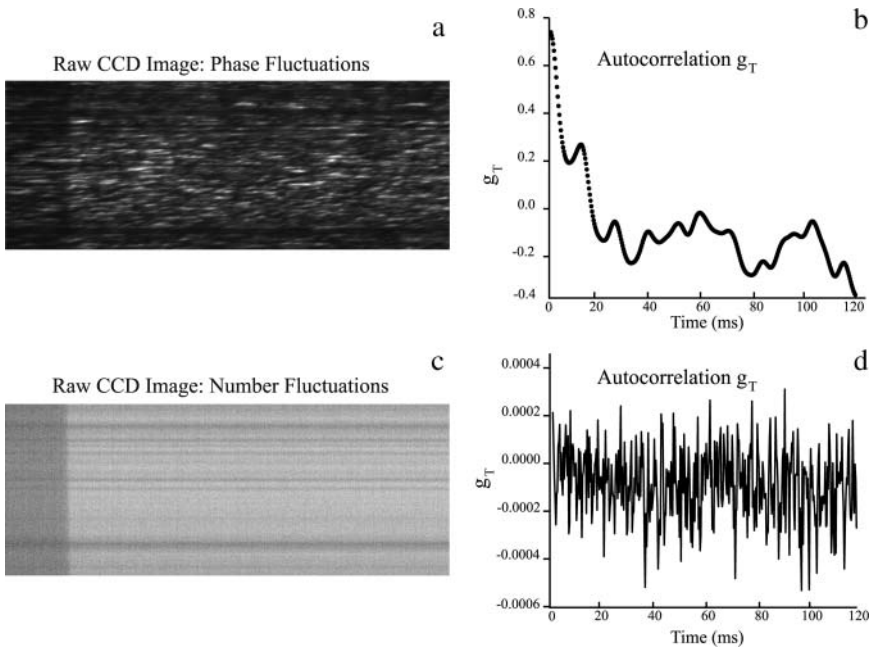 a
Raw CCD Image: Phase Fluctuations
b
Autocorrelation g_T
0.8
0.6
0.4
0.2
0.0
-0.2
-0.4
g_T
0 20 40 60 80 100 120
Time (ms)
c
Raw CCD Image: Number Fluctuations
d
Autocorrelation g_T
0.0004
0.0002
0.0000
-0.0002
-0.0004
-0.0006
g_T
0 20 40 60 80 100 120
Time (ms)